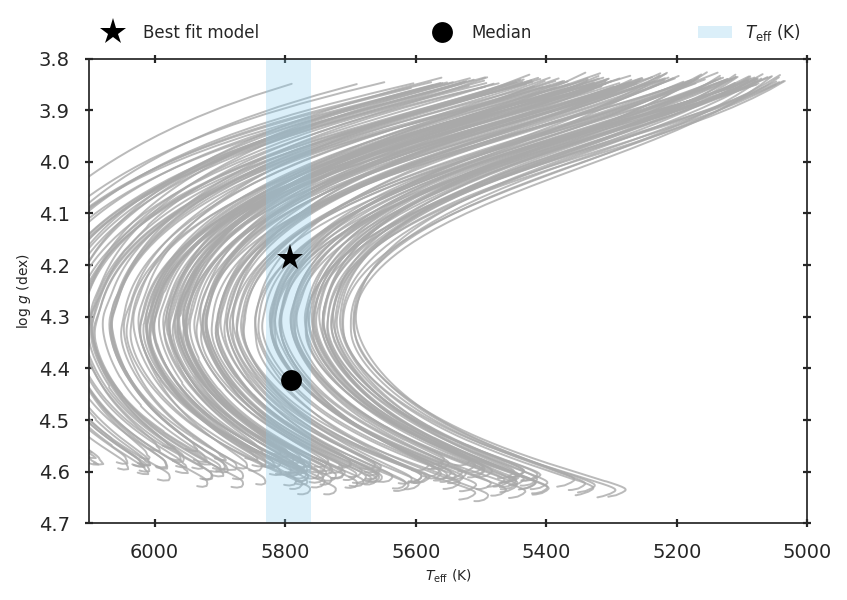 Best fit model Median T_eff (K)
3.8
3.9
4.0
4.1
4.2
4.3
4.4
4.5
4.6
4.7
log g (dex)
6000 5800 5600 5400 5200 5000
T_eff (K)